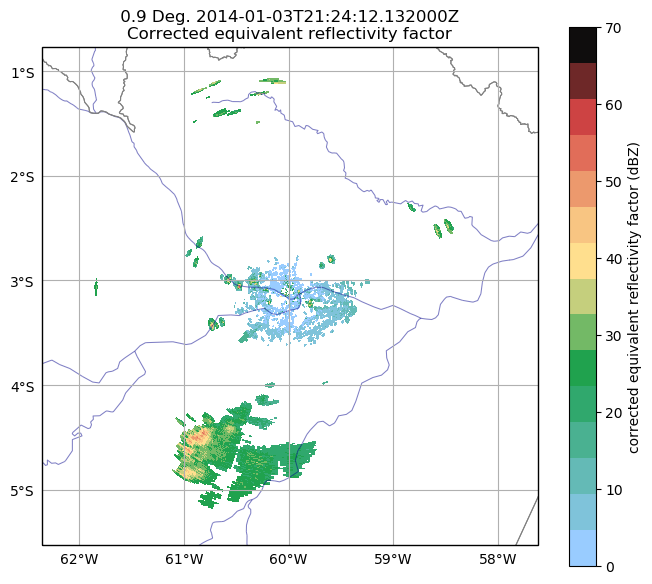 0.9 Deg. 2014-01-03T21:24:12.132000Z
Corrected equivalent reflectivity factor
1°S
2°S
3°S
4°S
5°S
62°W 61°W 60°W 59°W 58°W
70
60
50
40
30
20
10
0
corrected equivalent reflectivity factor (dBZ)